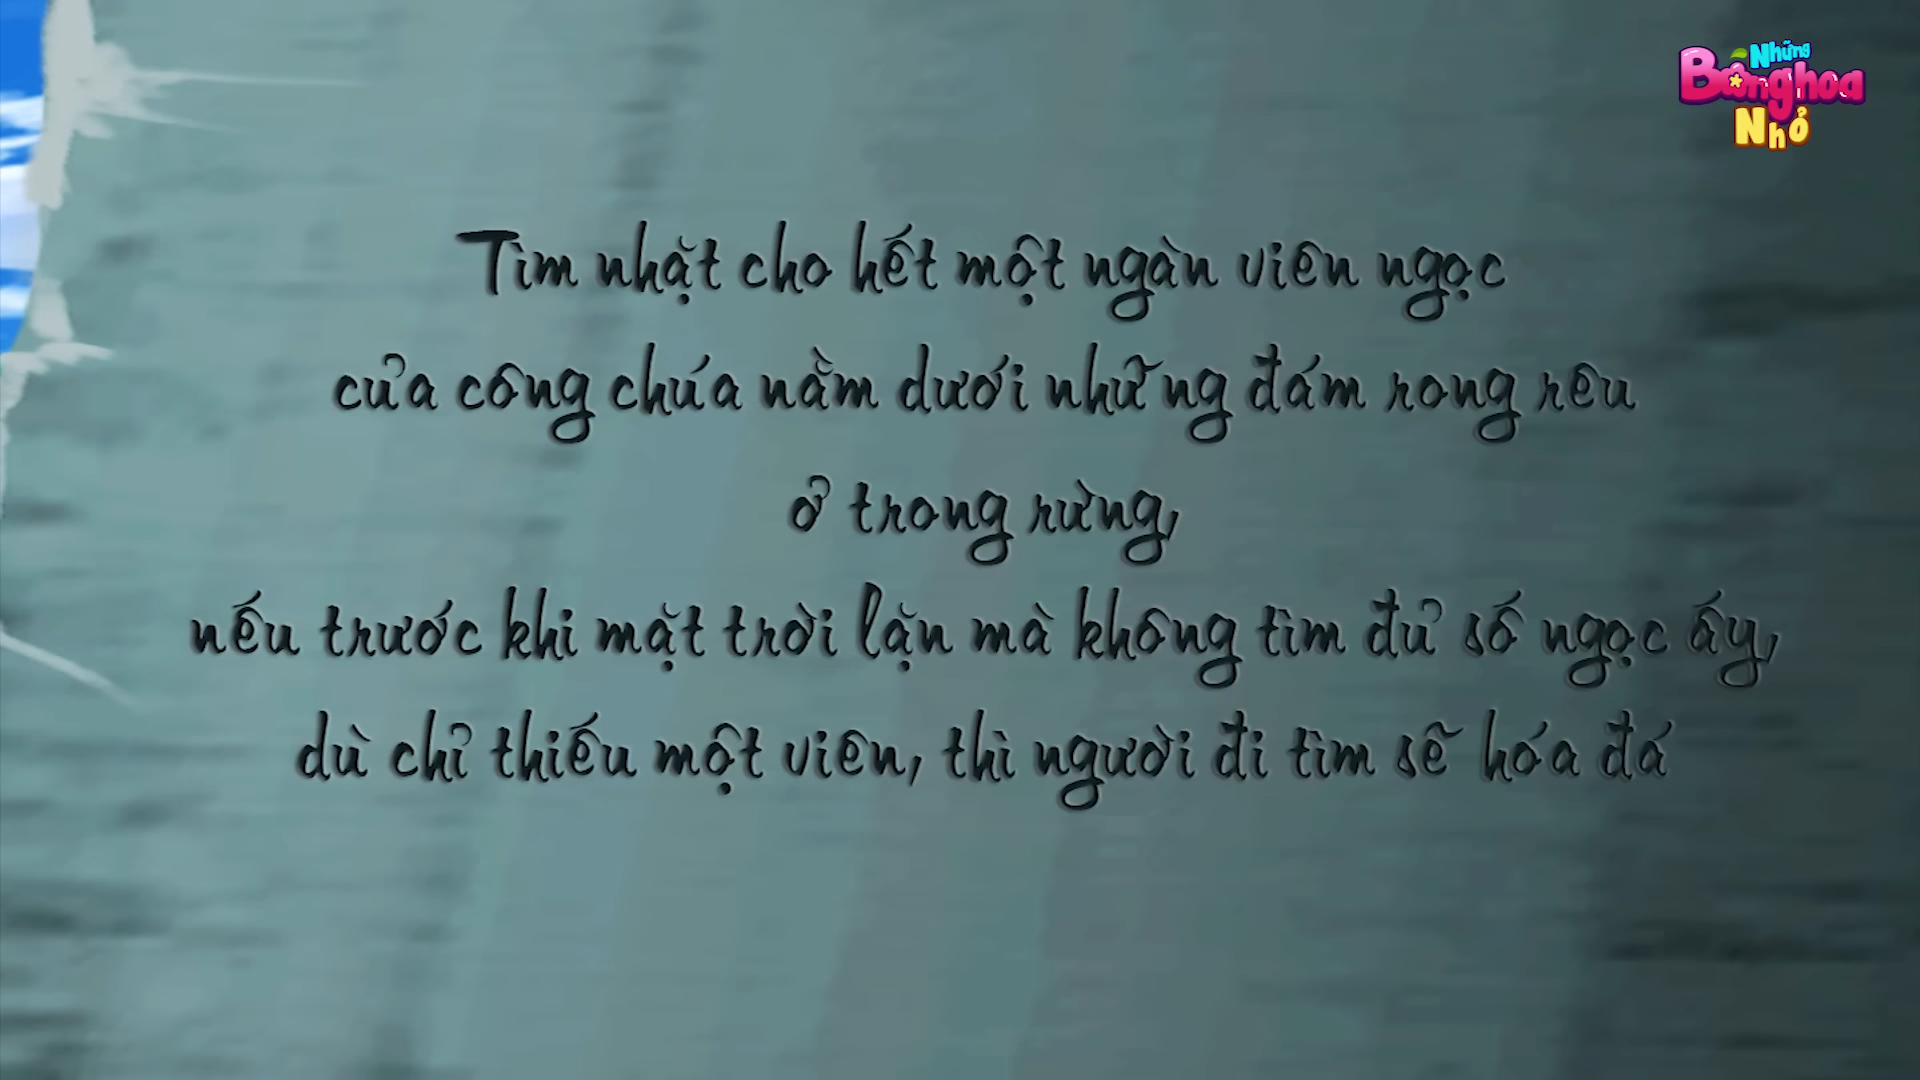 Những
Bông hoa
Nhỏ
Tìm nhặt cho hết một ngàn viên ngọc
của công chúa nằm dưới những đám rong rêu
ở trong rừng,
nếu trước khi mặt trời lặn mà không tìm đủ số ngọc ấy,
dù chỉ thiếu một viên, thì người đi tìm sẽ hóa đá